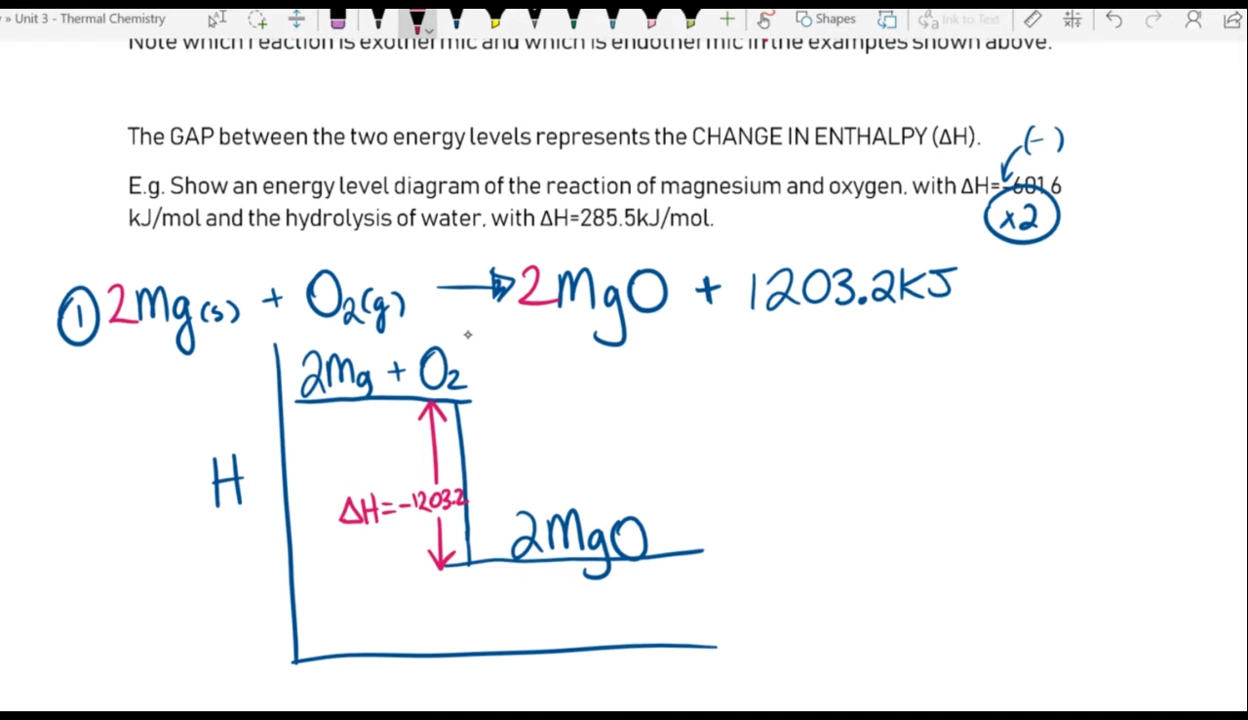 » Unit 3 - Thermal Chemistry
Shapes
Ink to Text
Note which reaction is exothermic and which is endothermic in the examples shown above.
The GAP between the two energy levels represents the CHANGE IN ENTHALPY (ΔH).
(-)
E.g. Show an energy level diagram of the reaction of magnesium and oxygen, with ΔH=-601.6
kJ/mol and the hydrolysis of water, with ΔH=285.5kJ/mol.
x2
① 2Mg(s) + O₂(g) → 2MgO + 1203.2KJ
2Mg + O₂
H
ΔH=-1203.2
2MgO